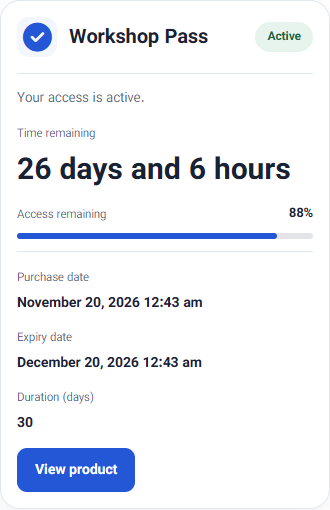 Workshop Pass
Active
Your access is active.
Time remaining
26 days and 6 hours
Access remaining
88%
Purchase date
November 20, 2026 12:43 am
Expiry date
December 20, 2026 12:43 am
Duration (days)
30
View product